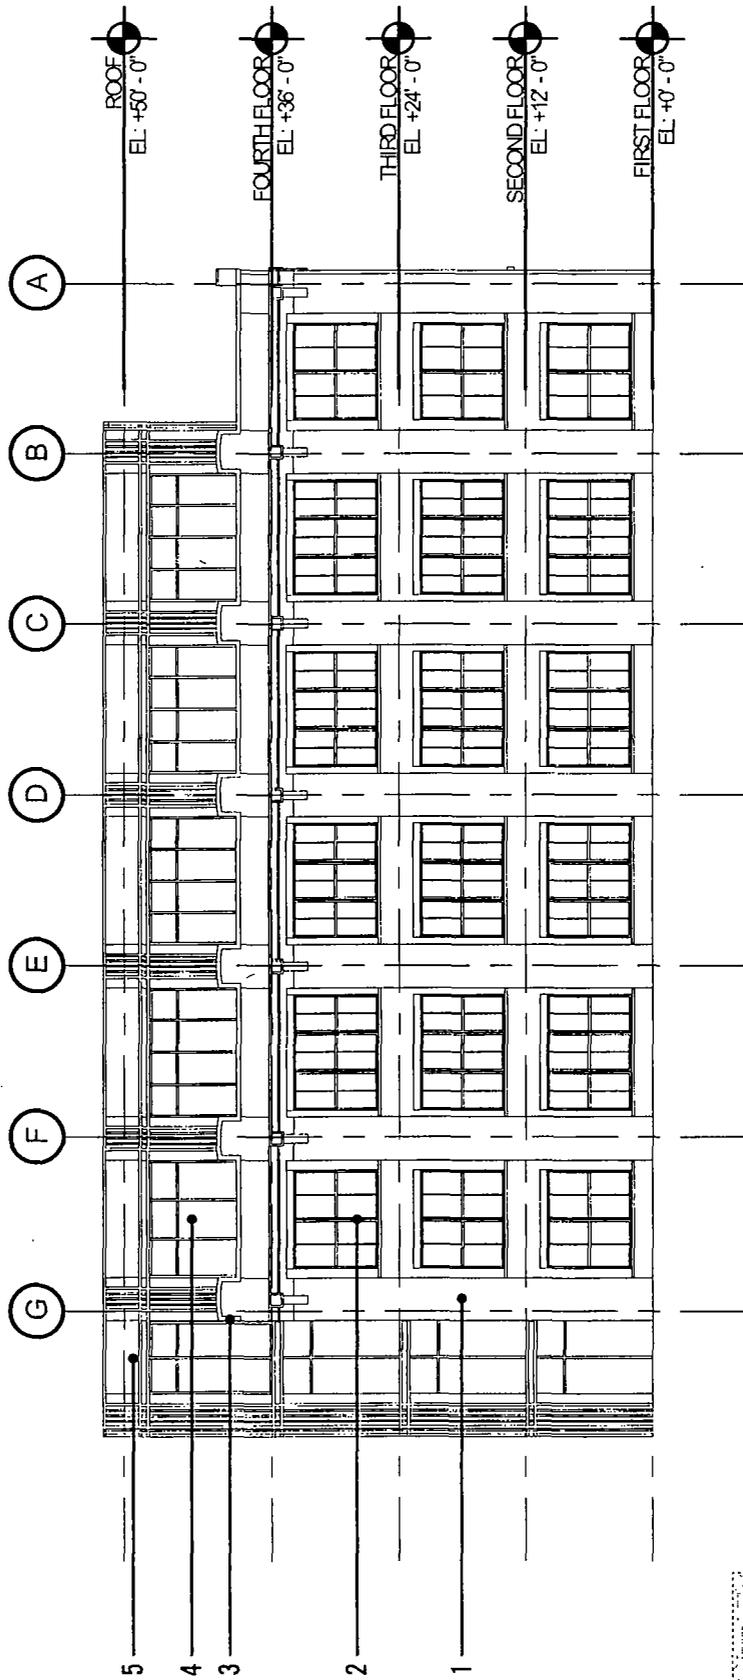 A
B
C
D
E
F
G
ROOF
EL: +50' - 0"
FOURTH FLOOR
EL: +36' - 0"
THIRD FLOOR
EL: +24' - 0"
SECOND FLOOR
EL: +12' - 0"
FIRST FLOOR
EL: +0' - 0"
5
4
3
2
1